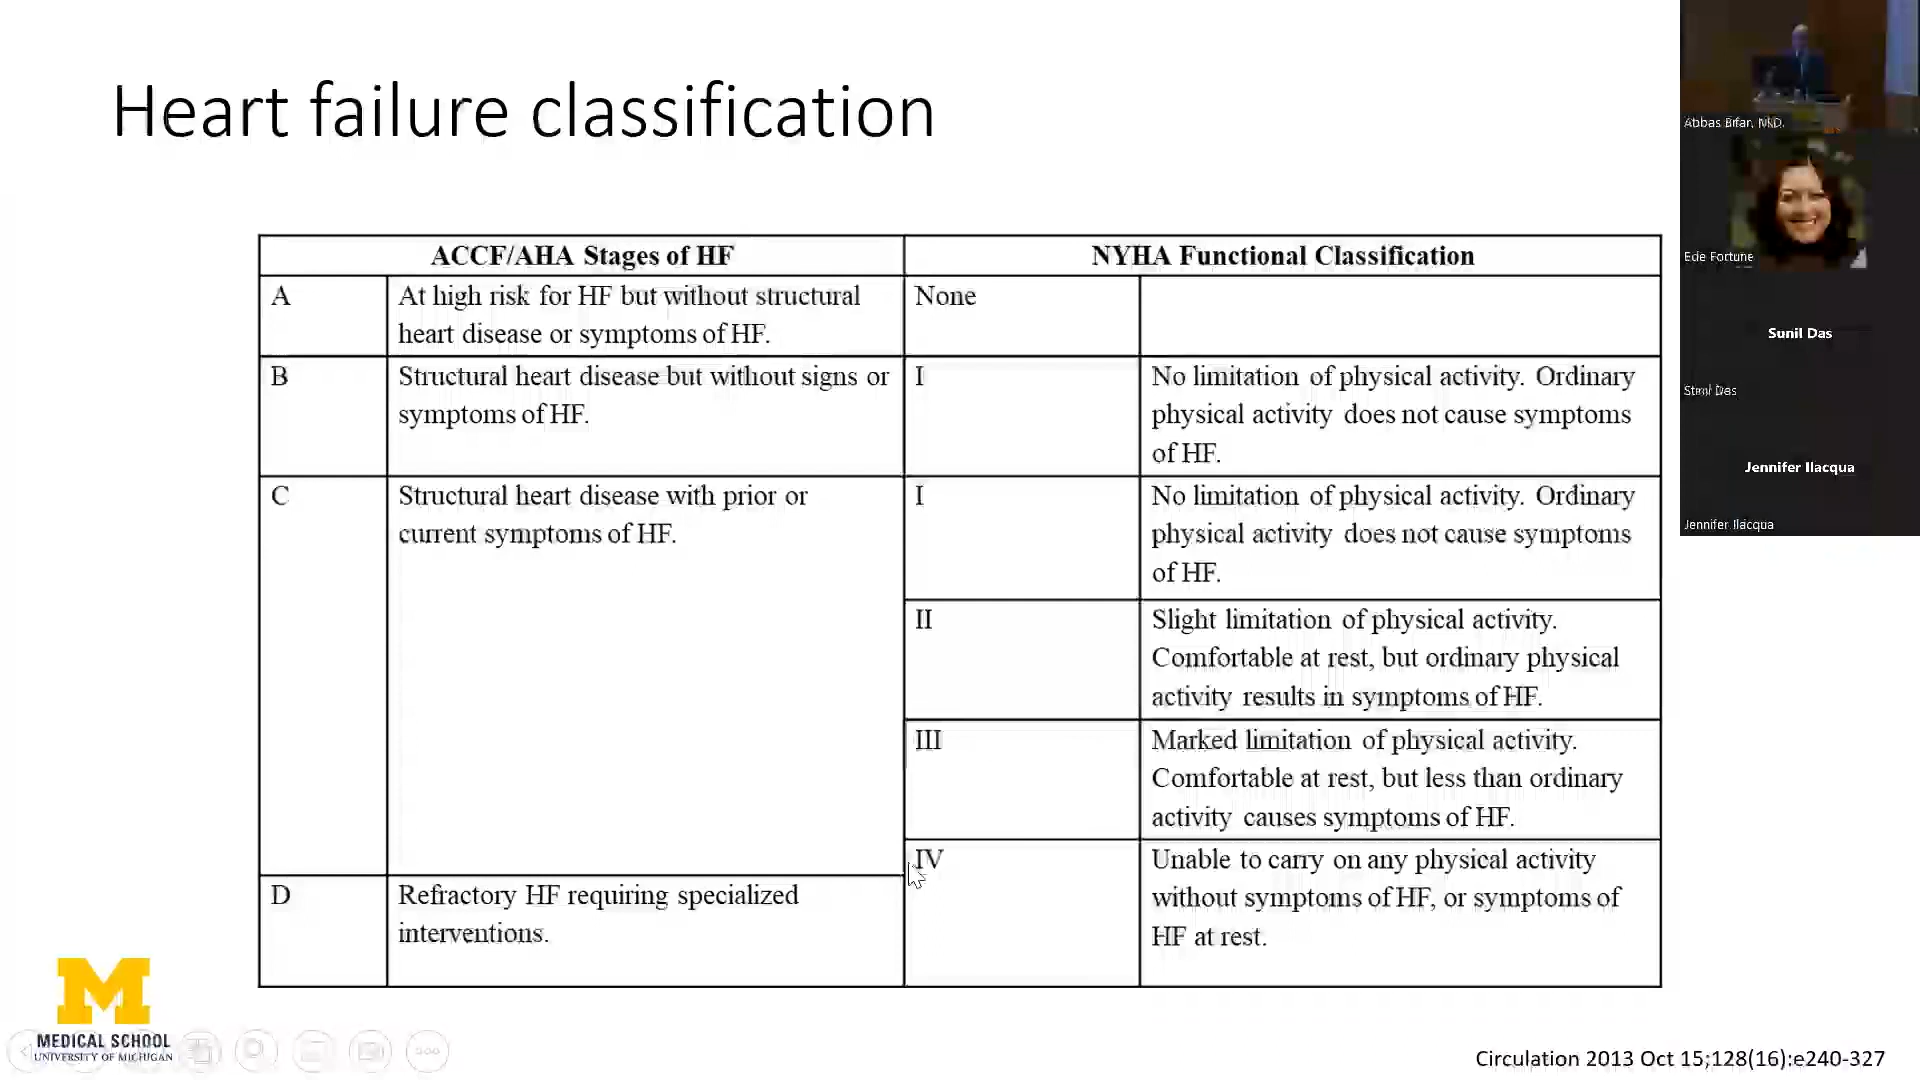 Heart failure classification
ACCF/AHA Stages of HF
NYHA Functional Classification
A
At high risk for HF but without structural
heart disease or symptoms of HF.
None
B
Structural heart disease but without signs or
symptoms of HF.
I
No limitation of physical activity. Ordinary
physical activity does not cause symptoms
of HF.
C
Structural heart disease with prior or
current symptoms of HF.
I
No limitation of physical activity. Ordinary
physical activity does not cause symptoms
of HF.
II
Slight limitation of physical activity.
Comfortable at rest, but ordinary physical
activity results in symptoms of HF.
III
Marked limitation of physical activity.
Comfortable at rest, but less than ordinary
activity causes symptoms of HF.
IV
Unable to carry on any physical activity
without symptoms of HF, or symptoms of
HF at rest.
D
Refractory HF requiring specialized
interventions.
M
MEDICAL SCHOOL
UNIVERSITY OF MICHIGAN
Circulation 2013 Oct 15;128(16):e240-327
Abbas M.D.
Ede Fortune
Sunil Das
Das
Jennifer Ilacqua
Jennifer Ilacqua